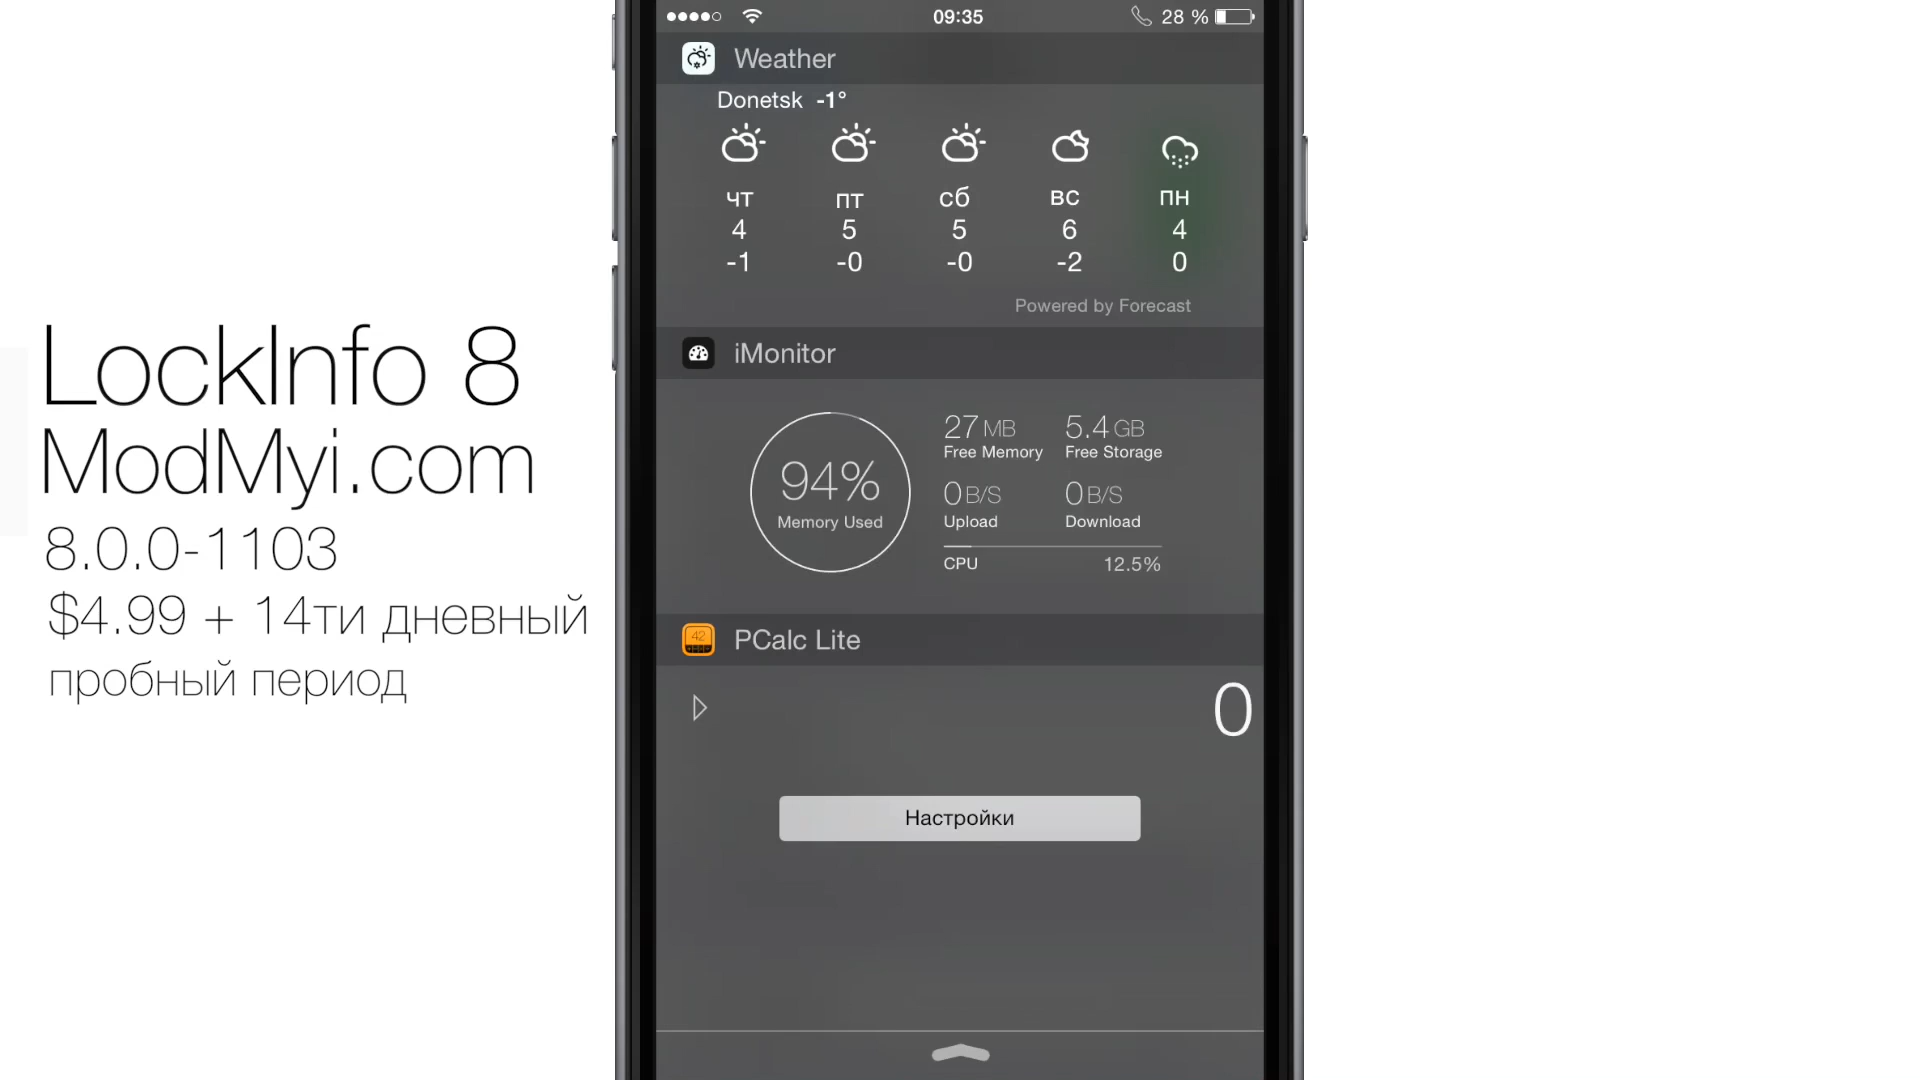 LockInfo 8
ModMyi.com
8.0.0-1103
$4.99 + 14ти дневный
пробный период
09:35
28 %
Weather
Donetsk -1°
чт пт сб вс пн
4 5 5 6 4
-1 -0 -0 -2 0
Powered by Forecast
iMonitor
94%
Memory Used
27 MB 5.4 GB
Free Memory Free Storage
0 B/S 0 B/S
Upload Download
CPU 12.5%
42
PCalc Lite
0
Настройки